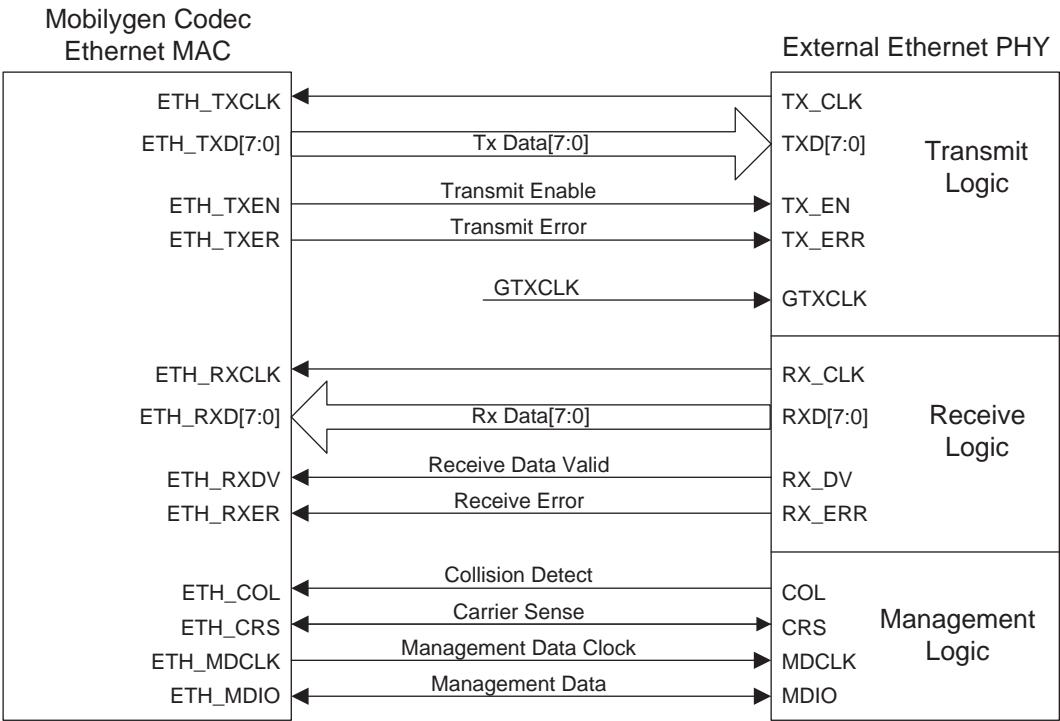 Mobilygen Codec
Ethernet MAC
External Ethernet PHY
ETH_TXCLK
TX_CLK
ETH_TXD[7:0]
Tx Data[7:0]
TXD[7:0]
Transmit
Logic
ETH_TXEN
Transmit Enable
TX_EN
ETH_TXER
Transmit Error
TX_ERR
GTXCLK
GTXCLK
ETH_RXCLK
RX_CLK
ETH_RXD[7:0]
Rx Data[7:0]
RXD[7:0]
Receive
Logic
ETH_RXDV
Receive Data Valid
RX_DV
ETH_RXER
Receive Error
RX_ERR
ETH_COL
Collision Detect
COL
ETH_CRS
Carrier Sense
CRS
Management
Logic
ETH_MDCLK
Management Data Clock
MDCLK
ETH_MDIO
Management Data
MDIO